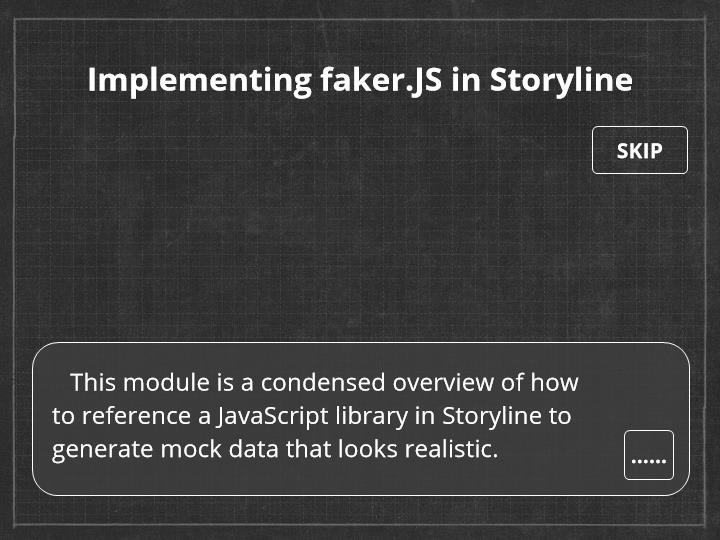 Implementing faker.JS in Storyline
SKIP
This module is a condensed overview of how
to reference a JavaScript library in Storyline to
generate mock data that looks realistic.
......